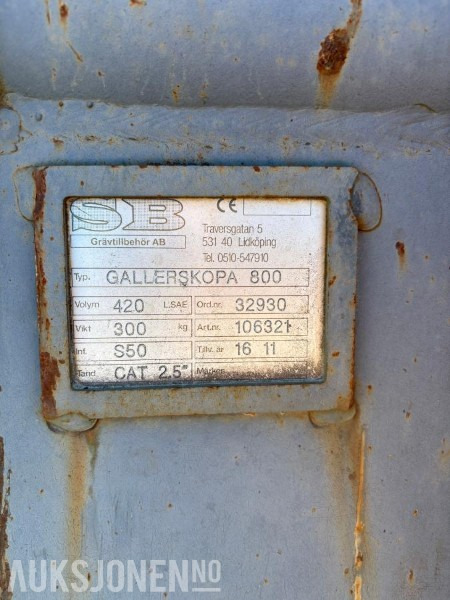 SB
Grävtillbehör AB
CE
Traversgatan 5
531 40 Lidköping
Tel. 0510-547910
Typ. GALLERSKOPA 800
Volym 420 L.SAE Ord.nr. 32930
Vikt 300 kg Art.nr. 106321
Inf. S50 Tillv. år 16 11
Tand CAT 2.5" Märken
AUKSJONEN.NO